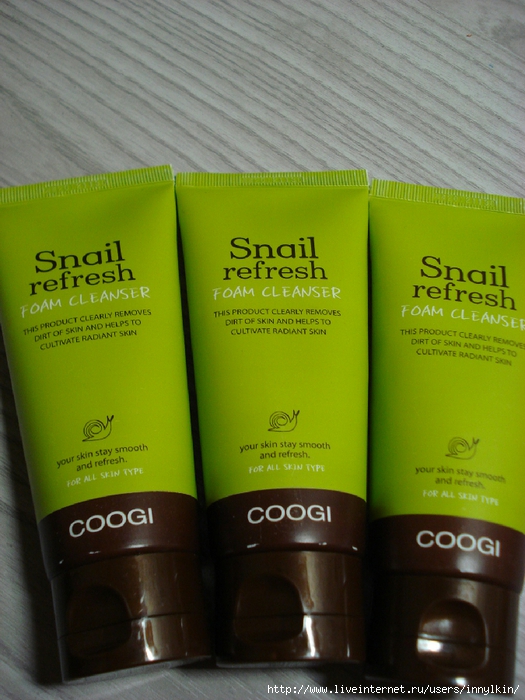 Snail
refresh
FOAM CLEANSER
THIS PRODUCT CLEARLY REMOVES
DIRT OF SKIN AND HELPS TO
CULTIVATE RADIANT SKIN
your skin stay smooth
and refresh.
FOR ALL SKIN TYPE
COOGI
Snail
refresh
FOAM CLEANSER
THIS PRODUCT CLEARLY REMOVES
DIRT OF SKIN AND HELPS TO
CULTIVATE RADIANT SKIN
your skin stay smooth
and refresh.
FOR ALL SKIN TYPE
COOGI
Snail
refresh
FOAM CLEANSER
THIS PRODUCT CLEARLY REMOVES
DIRT OF SKIN AND HELPS TO
CULTIVATE RADIANT SKIN
your skin stay smooth
and refresh.
FOR ALL SKIN TYPE
COOGI
http://www.liveinternet.ru/users/innylkin/